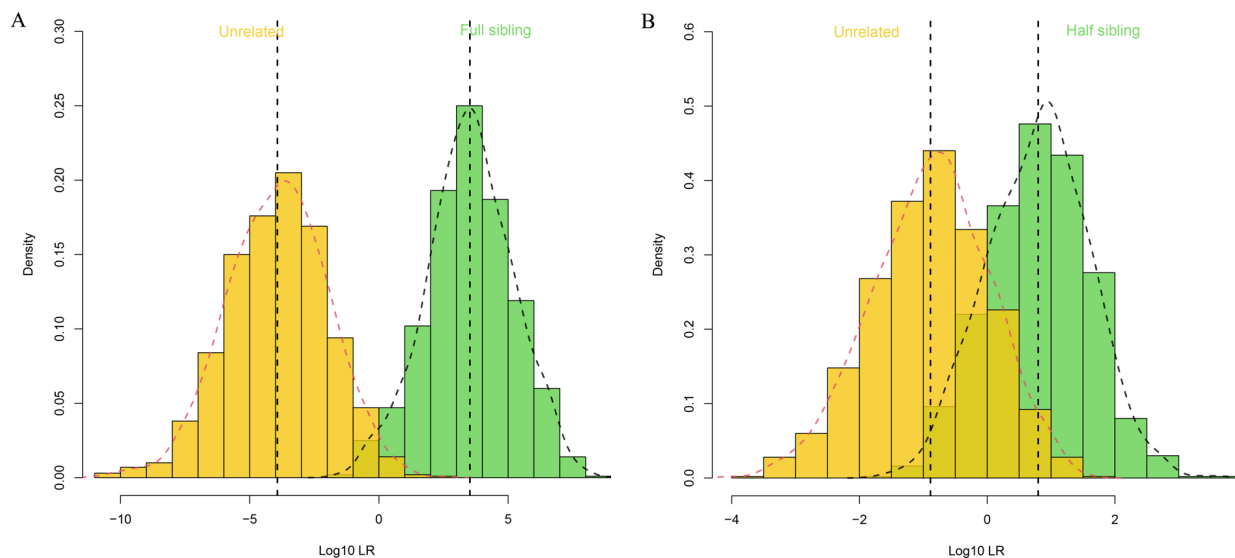 A
Unrelated
Full sibling
0.30
0.25
0.20
0.15
0.10
0.05
0.00
Density
−10
−5
0
5
Log10 LR
B
Unrelated
Half sibling
0.6
0.5
0.4
0.3
0.2
0.1
0.0
Density
−4
−2
0
2
Log10 LR